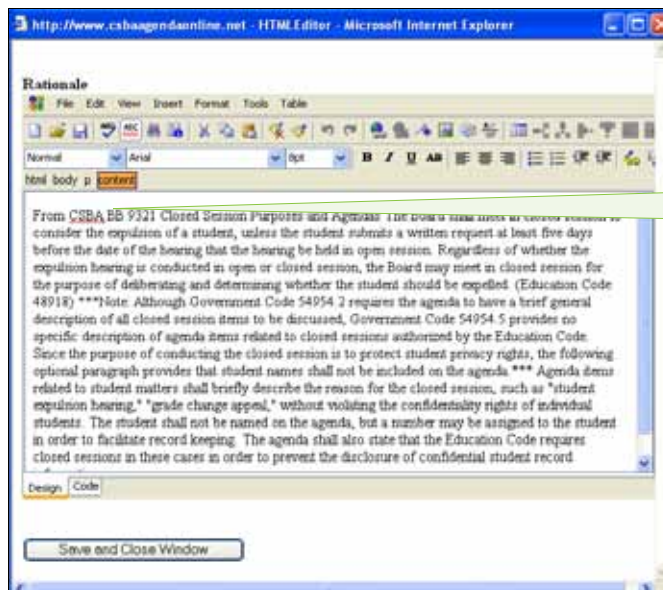 http://www.csbaagendaonline.net - HTMLEditor - Microsoft Internet Explorer
Rationale
File Edit View Insert Format Tools Table
Normal Arial 8pt B I U
html body p content
From CSBA BB 9321 Closed Session Purposes and Agendas The Board shall meet in closed session to
consider the expulsion of a student, unless the student submits a written request at least five days
before the date of the hearing that the hearing be held in open session. Regardless of whether the
expulsion hearing is conducted in open or closed session, the Board may meet in closed session for
the purpose of deliberating and determining whether the student should be expelled. (Education Code
48918) ***Note: Although Government Code 54954.2 requires the agenda to have a brief general
description of all closed session items to be discussed, Government Code 54954.5 provides no
specific description of agenda items related to closed sessions authorized by the Education Code.
Since the purpose of conducting the closed session is to protect student privacy rights, the following
optional paragraph provides that student names shall not be included on the agenda.*** Agenda items
related to student matters shall briefly describe the reason for the closed session, such as "student
expulsion hearing," "grade change appeal," without violating the confidentiality rights of individual
students. The student shall not be named on the agenda, but a number may be assigned to the student
in order to facilitate record keeping. The agenda shall also state that the Education Code requires
closed sessions in these cases in order to prevent the disclosure of confidential student record
Design Code
Save and Close Window